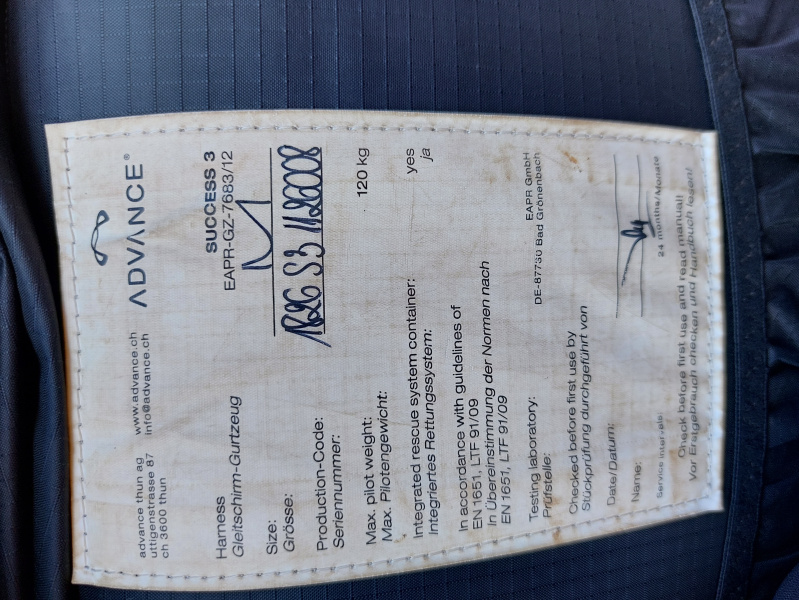 ADVANCE®
advance thun ag www.advance.ch
uttigenstrasse 87 info@advance.ch
ch 3600 thun
Harness SUCCESS 3
Gleitschirm-Gurtzeug EAPR-GZ-7683/12
Size: M
Grösse:
Production-Code:
Seriennummer:
Max. pilot weight: 120 kg
Max. Pilotengewicht:
Integrated rescue system container: yes
Integriertes Rettungssystem: ja
In accordance with guidelines of
EN 1651, LTF 91/09
In Übereinstimmung der Normen nach
EN 1651, LTF 91/09
Testing laboratory: EAPR GmbH
Prüfstelle: DE-87730 Bad Grönenbach
Checked before first use by
Stückprüfung durchgeführt von
Date/Datum:
Name:
Service intervals: 24 months/Monate
Check before first use and read manual!
Vor Erstgebrauch checken und Handbuch lesen!